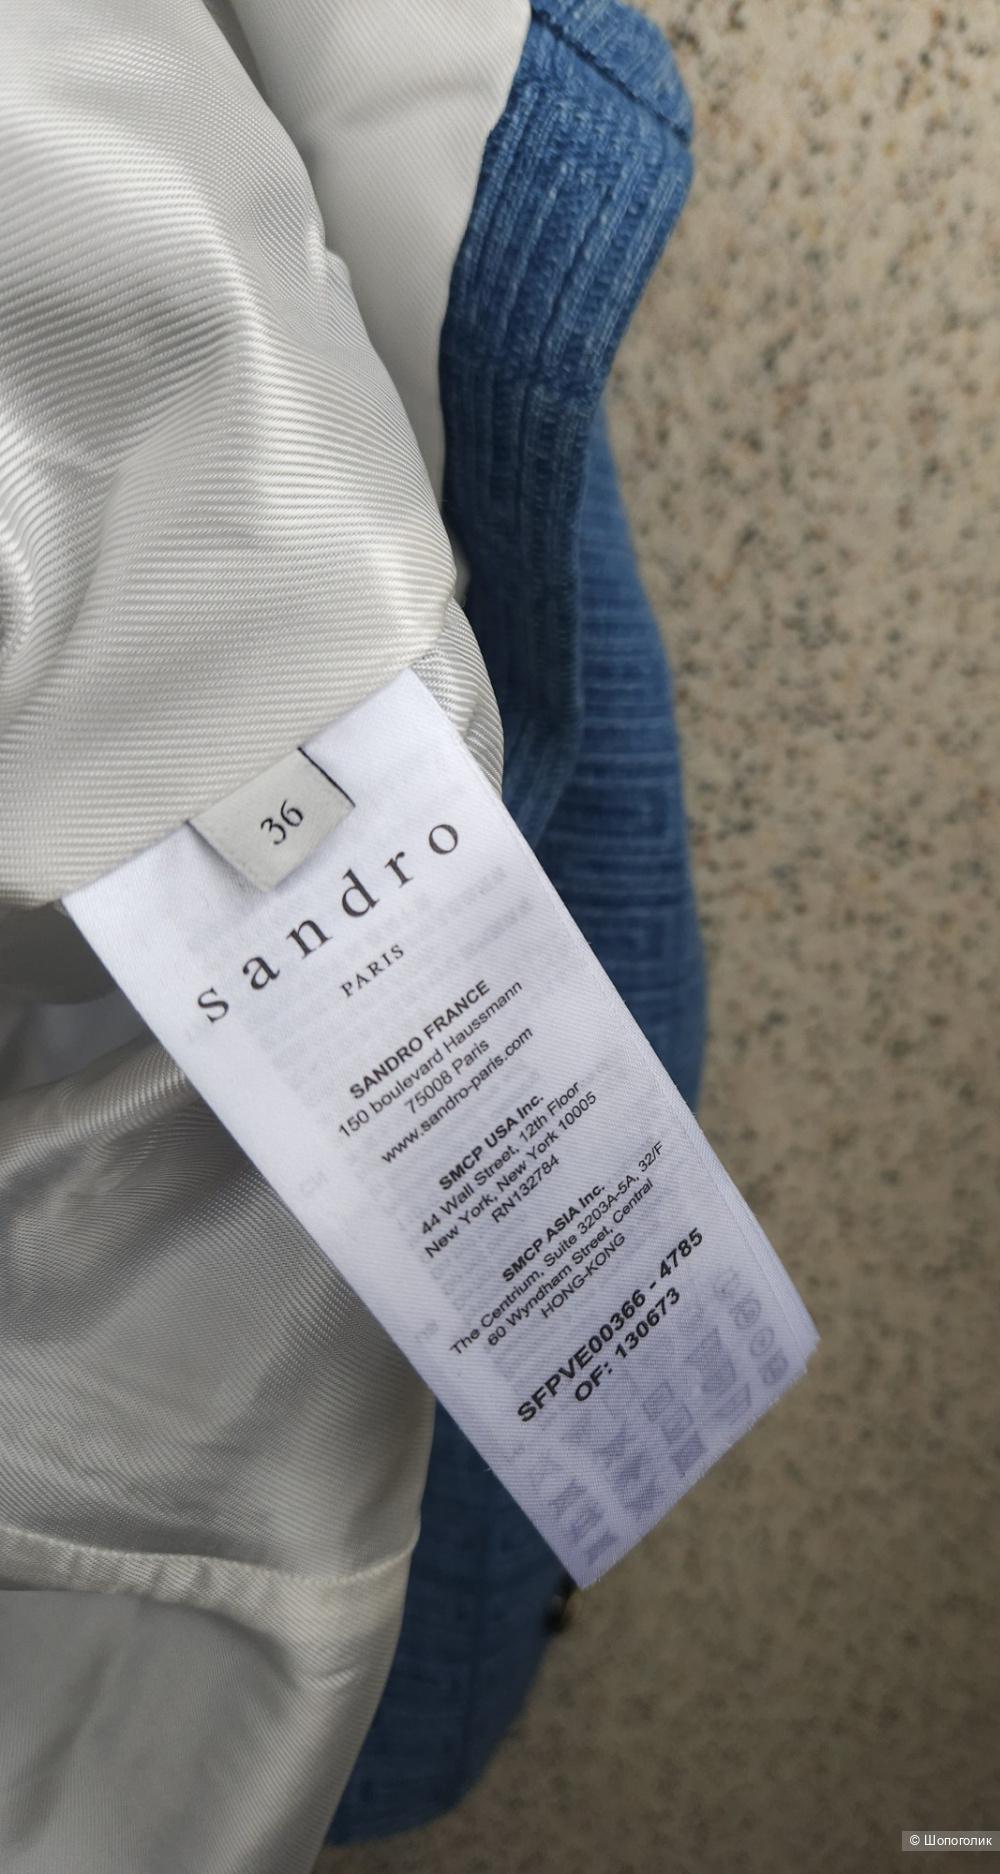 36
sandro
PARIS
SANDRO FRANCE
150 boulevard Haussmann
75008 Paris
www.sandro-paris.com
SMCP USA Inc.
44 Wall Street, 12th Floor
New York, New York 10005
RN132784
SMCP ASIA Inc.
The Centrium, Suite 3203A-5A, 32/F
60 Wyndham Street, Central
HONG-KONG
SFPVE00366 - 4785
OF: 130673
© Шопоголик